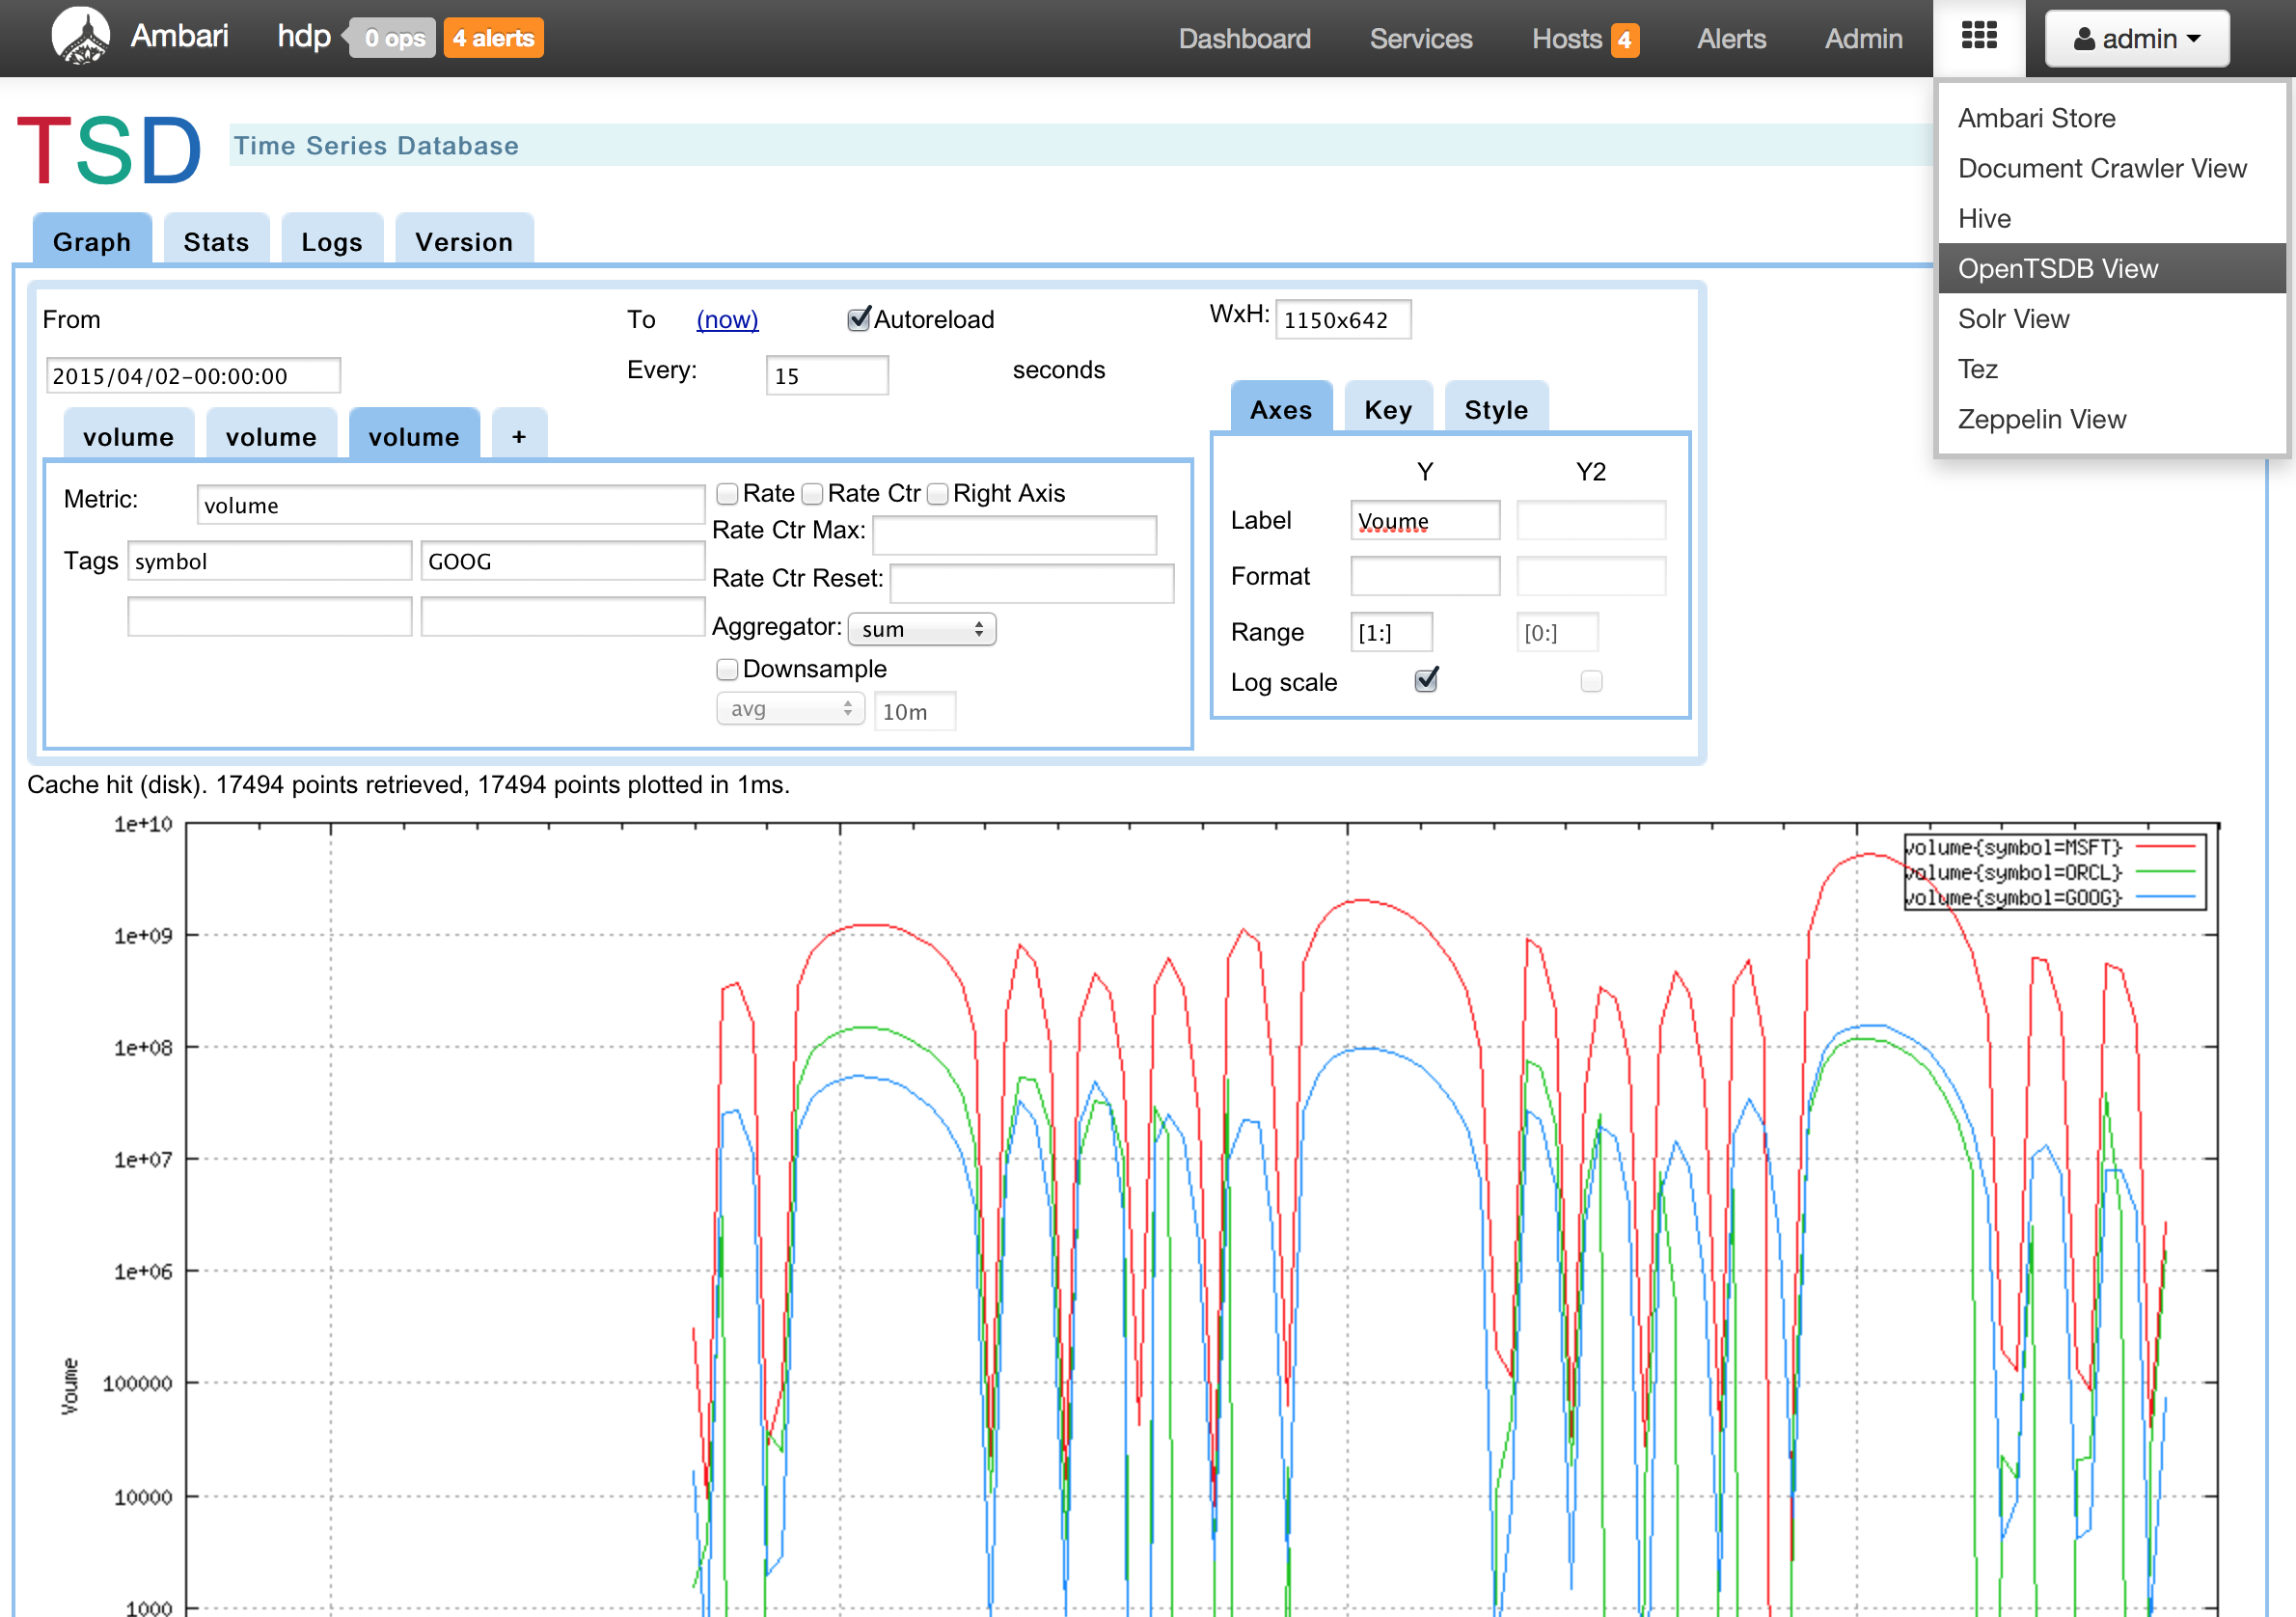 Ambari hdp 0 ops 4 alerts Dashboard Services Hosts 4 Alerts Admin admin
Ambari Store
Document Crawler View
Hive
OpenTSDB View
Solr View
Tez
Zeppelin View
TSD Time Series Database
Graph Stats Logs Version
From To (now) Autoreload WxH: 1150x642
2015/04/02-00:00:00 Every: 15 seconds
volume volume volume +
Metric: volume
Tags symbol GOOG
Rate Rate Ctr Right Axis
Rate Ctr Max:
Rate Ctr Reset:
Aggregator: sum
Downsample
avg 10m
Axes Key Style
Y Y2
Label Voume
Format
Range [1:] [0:]
Log scale
Cache hit (disk). 17494 points retrieved, 17494 points plotted in 1ms.
volume{symbol=MSFT}
volume{symbol=ORCL}
volume{symbol=GOOG}
1e+10
1e+09
1e+08
1e+07
1e+06
100000
10000
1000
Voume